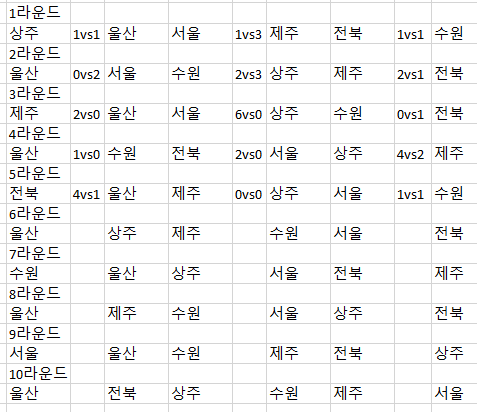 1라운드
상주 1vs1 울산 서울 1vs3 제주 전북 1vs1 수원
2라운드
울산 0vs2 서울 수원 2vs3 상주 제주 2vs1 전북
3라운드
제주 2vs0 울산 서울 6vs0 상주 수원 0vs1 전북
4라운드
울산 1vs0 수원 전북 2vs0 서울 상주 4vs2 제주
5라운드
전북 4vs1 울산 제주 0vs0 상주 서울 1vs1 수원
6라운드
울산 상주 제주 수원 서울 전북
7라운드
수원 울산 상주 서울 전북 제주
8라운드
울산 제주 수원 서울 상주 전북
9라운드
서울 울산 수원 제주 전북 상주
10라운드
울산 전북 상주 수원 제주 서울